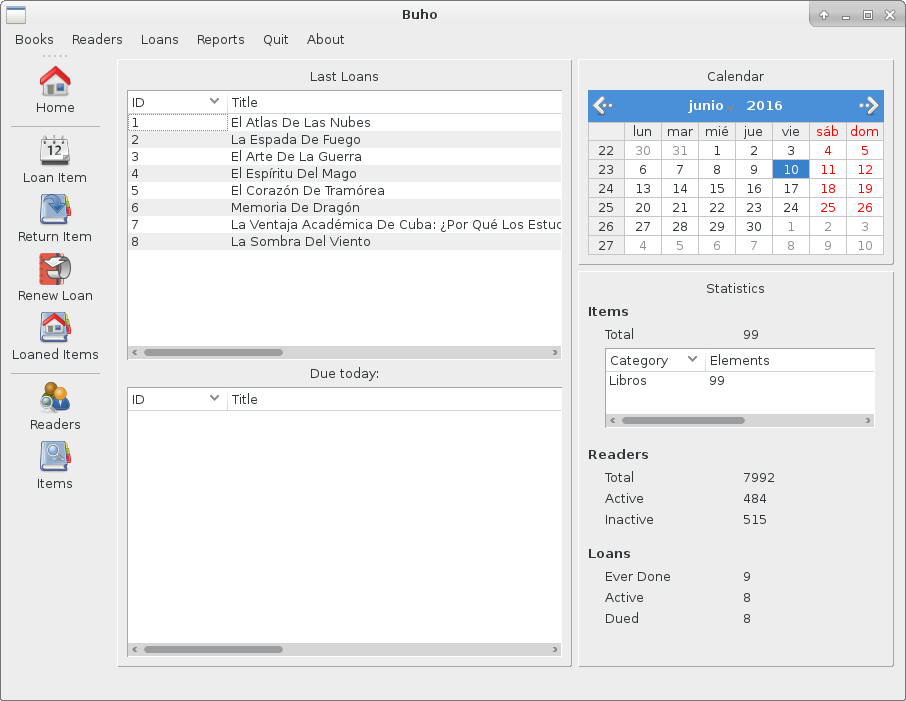 Buho
Books Readers Loans Reports Quit About
Home
12
Loan Item
Return Item
Renew Loan
Loaned Items
Readers
Items
Last Loans
ID Title
1 El Atlas De Las Nubes
2 La Espada De Fuego
3 El Arte De La Guerra
4 El Espíritu Del Mago
5 El Corazón De Tramórea
6 Memoria De Dragón
7 La Ventaja Académica De Cuba: ¿Por Qué Los Estuc
8 La Sombra Del Viento
Due today:
ID Title
Calendar
junio 2016
lun mar mié jue vie sáb dom
22 30 31 1 2 3 4 5
23 6 7 8 9 10 11 12
24 13 14 15 16 17 18 19
25 20 21 22 23 24 25 26
26 27 28 29 30 1 2 3
27 4 5 6 7 8 9 10
Statistics
Items
Total 99
Category Elements
Libros 99
Readers
Total 7992
Active 484
Inactive 515
Loans
Ever Done 9
Active 8
Dued 8